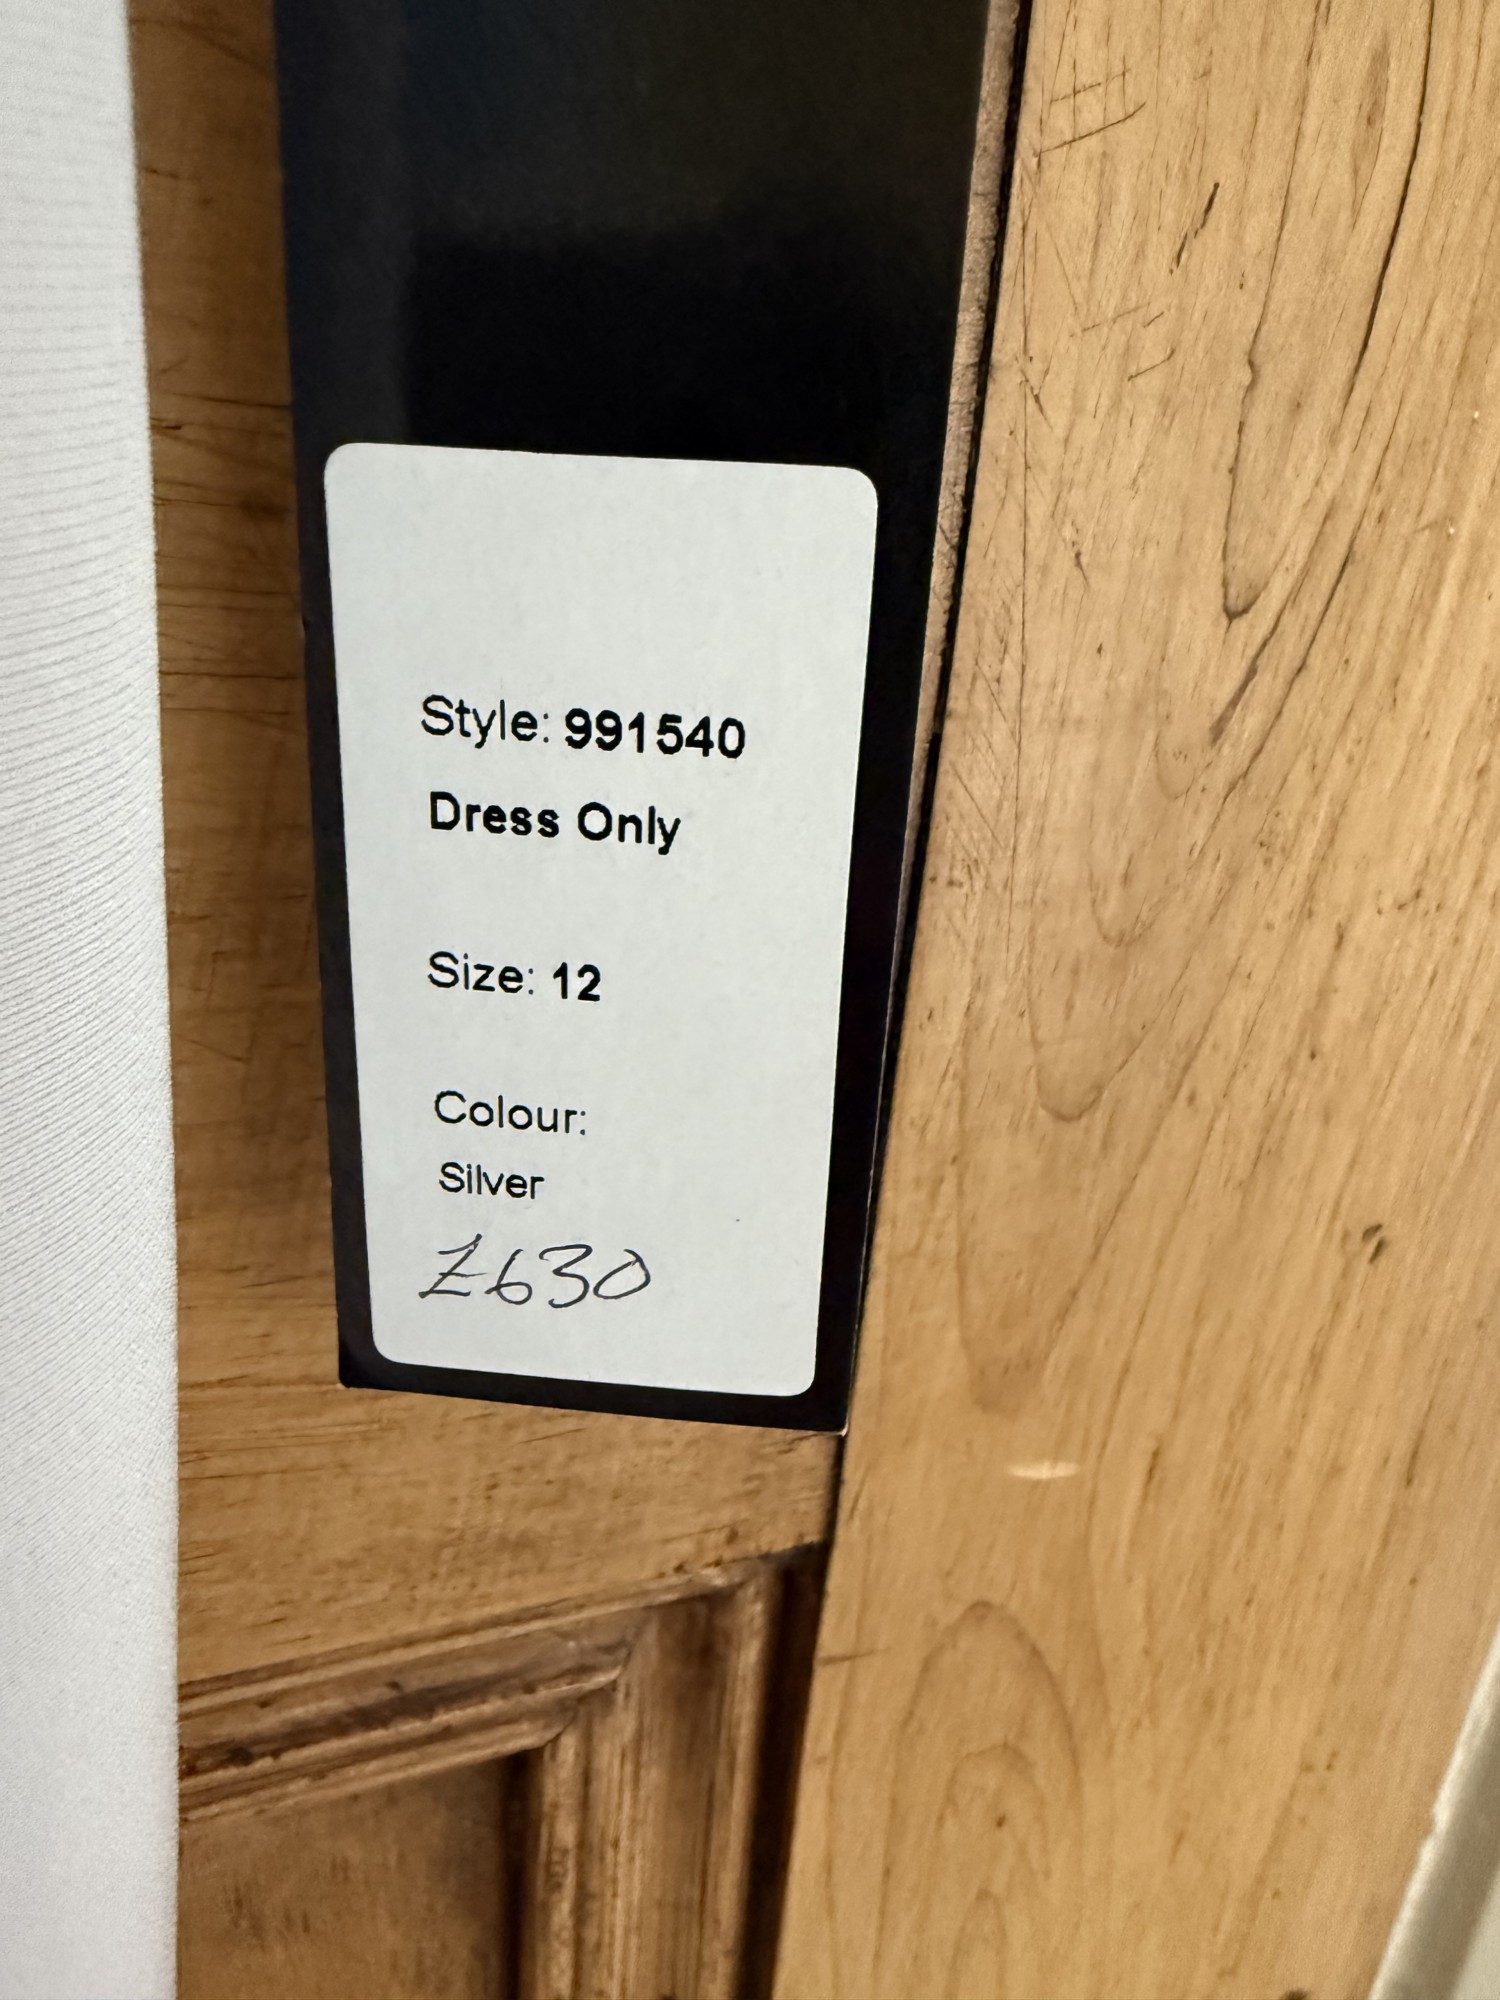 Style: 991540
Dress Only
Size: 12
Colour:
Silver
£630